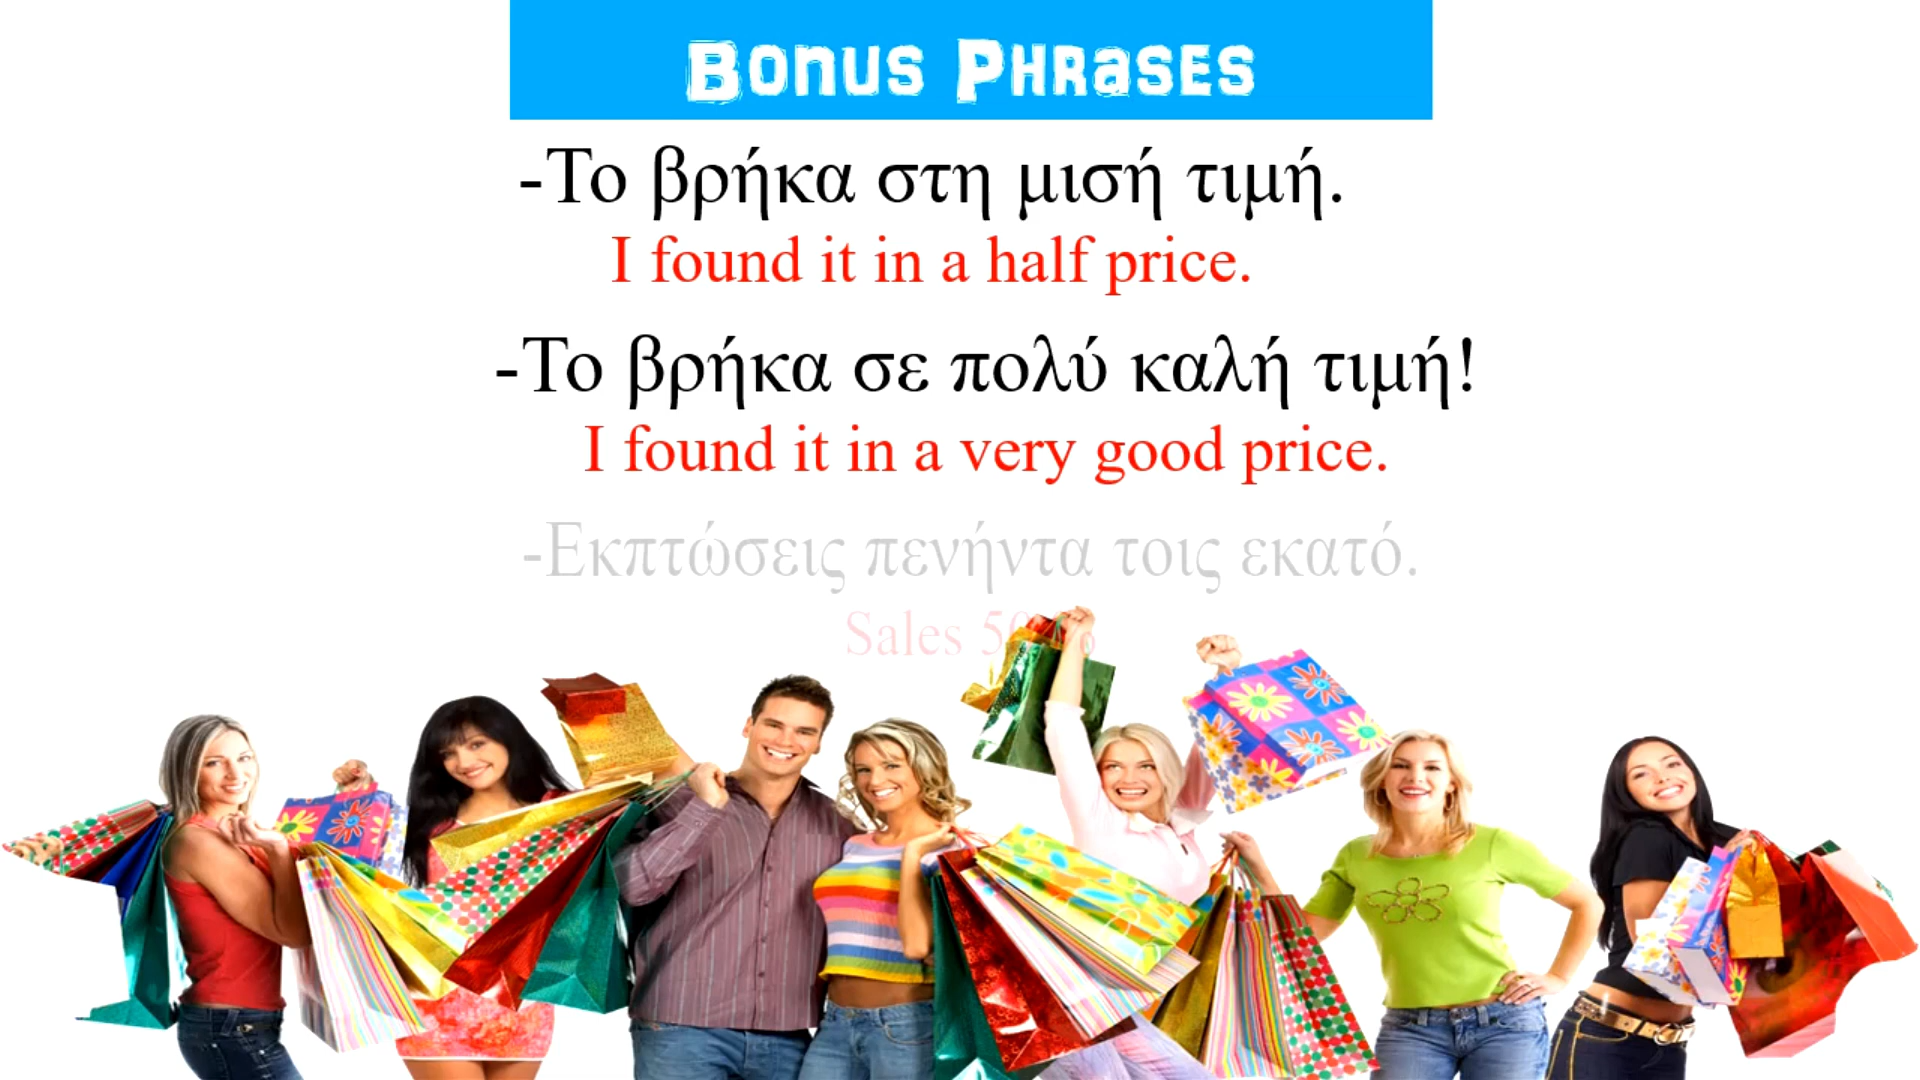 Bonus Phrases
-Το βρήκα στη μισή τιμή.
I found it in a half price.
-Το βρήκα σε πολύ καλή τιμή!
I found it in a very good price.
-Εκπτώσεις πενήντα τοις εκατό.
Sales